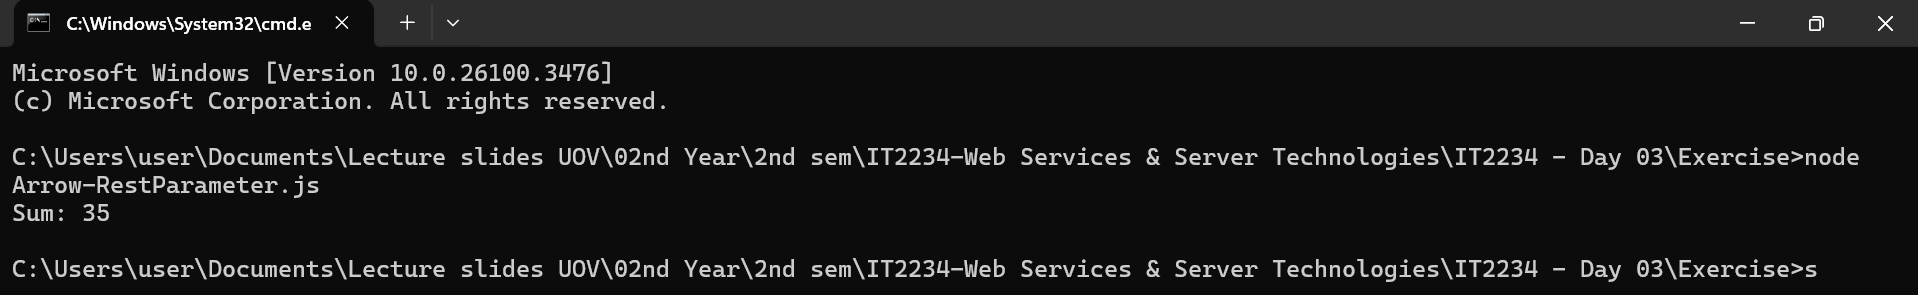 C:\Windows\System32\cmd.e
Microsoft Windows [Version 10.0.26100.3476]
(c) Microsoft Corporation. All rights reserved.
C:\Users\user\Documents\Lecture slides UOV\02nd Year\2nd sem\IT2234-Web Services & Server Technologies\IT2234 - Day 03\Exercise>node
Arrow-RestParameter.js
Sum: 35
C:\Users\user\Documents\Lecture slides UOV\02nd Year\2nd sem\IT2234-Web Services & Server Technologies\IT2234 - Day 03\Exercise>s